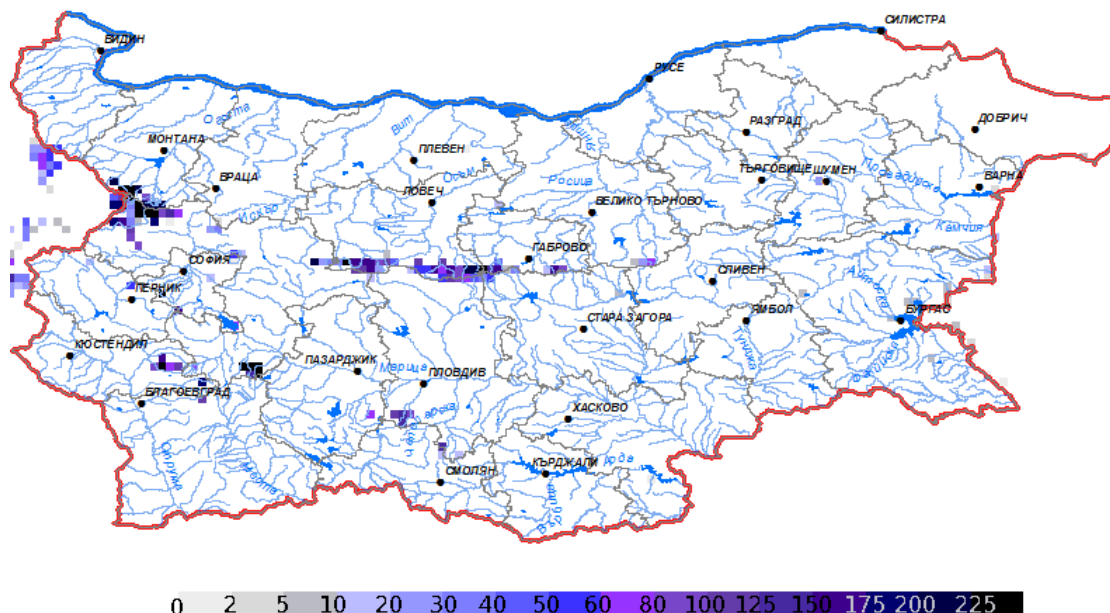 СИЛИСТРА
ВИДИН
РУСЕ
Огоста
Вит
РАЗГРАД
ДОБРИЧ
МОНТАНА
ПЛЕВЕН
Осъм
Росица
ТЪРГОВИЩЕ
ШУМЕН
ВРАЦА
ВАРНА
ЛОВЕЧ
Искър
ВЕЛИКО ТЪРНОВО
Камчия
ГАБРОВО
СОФИЯ
СЛИВЕН
ПЕРНИК
БУРГАС
СТАРА ЗАГОРА
ЯМБОЛ
Тунджа
КЮСТЕНДИЛ
ПАЗАРДЖИК
Марица
ПЛОВДИВ
БЛАГОЕВГРАД
ХАСКОВО
СМОЛЯН
КЪРДЖАЛИ
Струма
Места
0 2 5 10 20 30 40 50 60 80 100 125 150 175 200 225